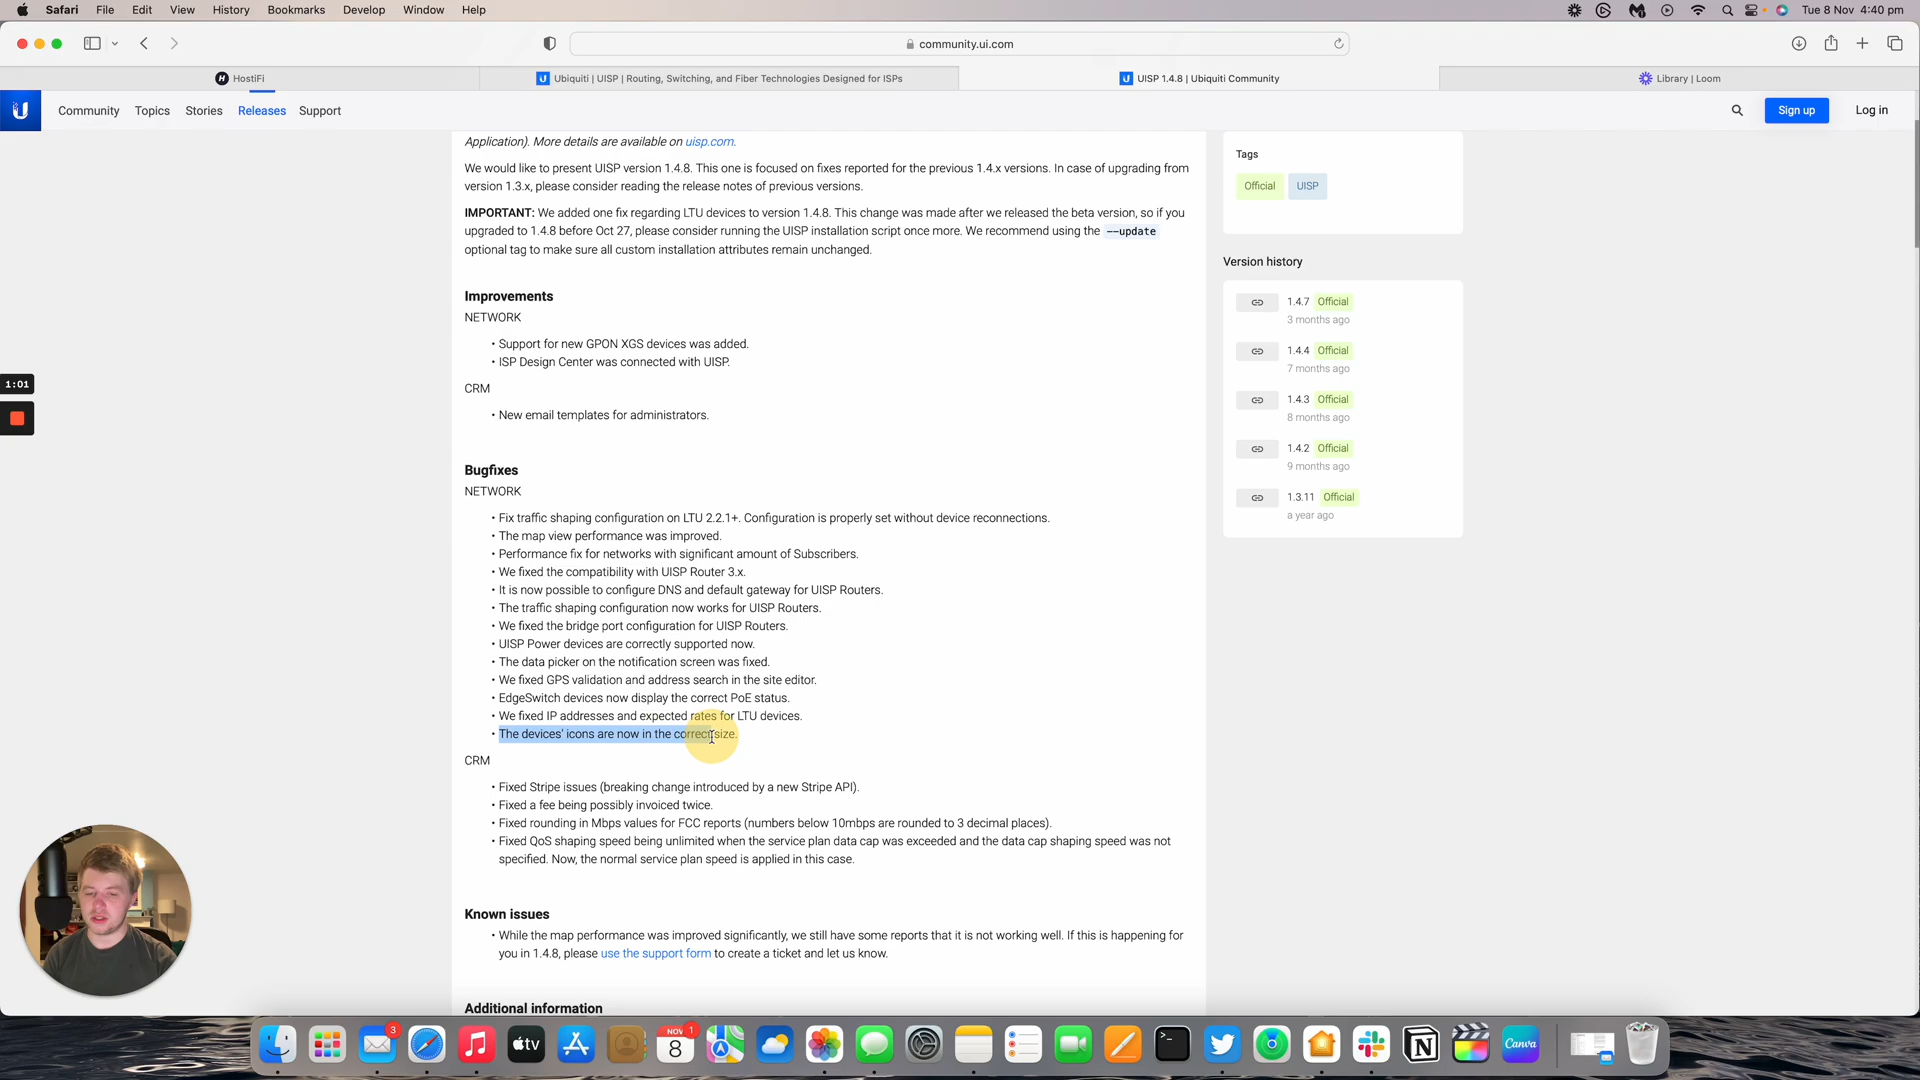 Safari File Edit View History Bookmarks Develop Window Help
Tue 8 Nov 4:40 pm
community.ui.com
HostiFi
Ubiquiti | UISP | Routing, Switching, and Fiber Technologies Designed for ISPs
UISP 1.4.8 | Ubiquiti Community
Library | Loom
Community Topics Stories Releases Support
Sign up Log in
Application). More details are available on uisp.com.
We would like to present UISP version 1.4.8. This one is focused on fixes reported for the previous 1.4.x versions. In case of upgrading from
version 1.3.x, please consider reading the release notes of previous versions.
IMPORTANT: We added one fix regarding LTU devices to version 1.4.8. This change was made after we released the beta version, so if you
upgraded to 1.4.8 before Oct 27, please consider running the UISP installation script once more. We recommend using the --update
optional tag to make sure all custom installation attributes remain unchanged.
Improvements
NETWORK
• Support for new GPON XGS devices was added.
• ISP Design Center was connected with UISP.
CRM
• New email templates for administrators.
Bugfixes
NETWORK
• Fix traffic shaping configuration on LTU 2.2.1+. Configuration is properly set without device reconnections.
• The map view performance was improved.
• Performance fix for networks with significant amount of Subscribers.
• We fixed the compatibility with UISP Router 3.x.
• It is now possible to configure DNS and default gateway for UISP Routers.
• The traffic shaping configuration now works for UISP Routers.
• We fixed the bridge port configuration for UISP Routers.
• UISP Power devices are correctly supported now.
• The data picker on the notification screen was fixed.
• We fixed GPS validation and address search in the site editor.
• EdgeSwitch devices now display the correct PoE status.
• We fixed IP addresses and expected rates for LTU devices.
• The devices' icons are now in the correct size.
CRM
• Fixed Stripe issues (breaking change introduced by a new Stripe API).
• Fixed a fee being possibly invoiced twice.
• Fixed rounding in Mbps values for FCC reports (numbers below 10mbps are rounded to 3 decimal places).
• Fixed QoS shaping speed being unlimited when the service plan data cap was exceeded and the data cap shaping speed was not
specified. Now, the normal service plan speed is applied in this case.
Known issues
• While the map performance was improved significantly, we still have some reports that it is not working well. If this is happening for
you in 1.4.8, please use the support form to create a ticket and let us know.
Additional information
Tags
Official UISP
Version history
1.4.7 Official
3 months ago
1.4.4 Official
7 months ago
1.4.3 Official
8 months ago
1.4.2 Official
9 months ago
1.3.11 Official
a year ago
1:01
3
tv
NOV 1
8
Canva